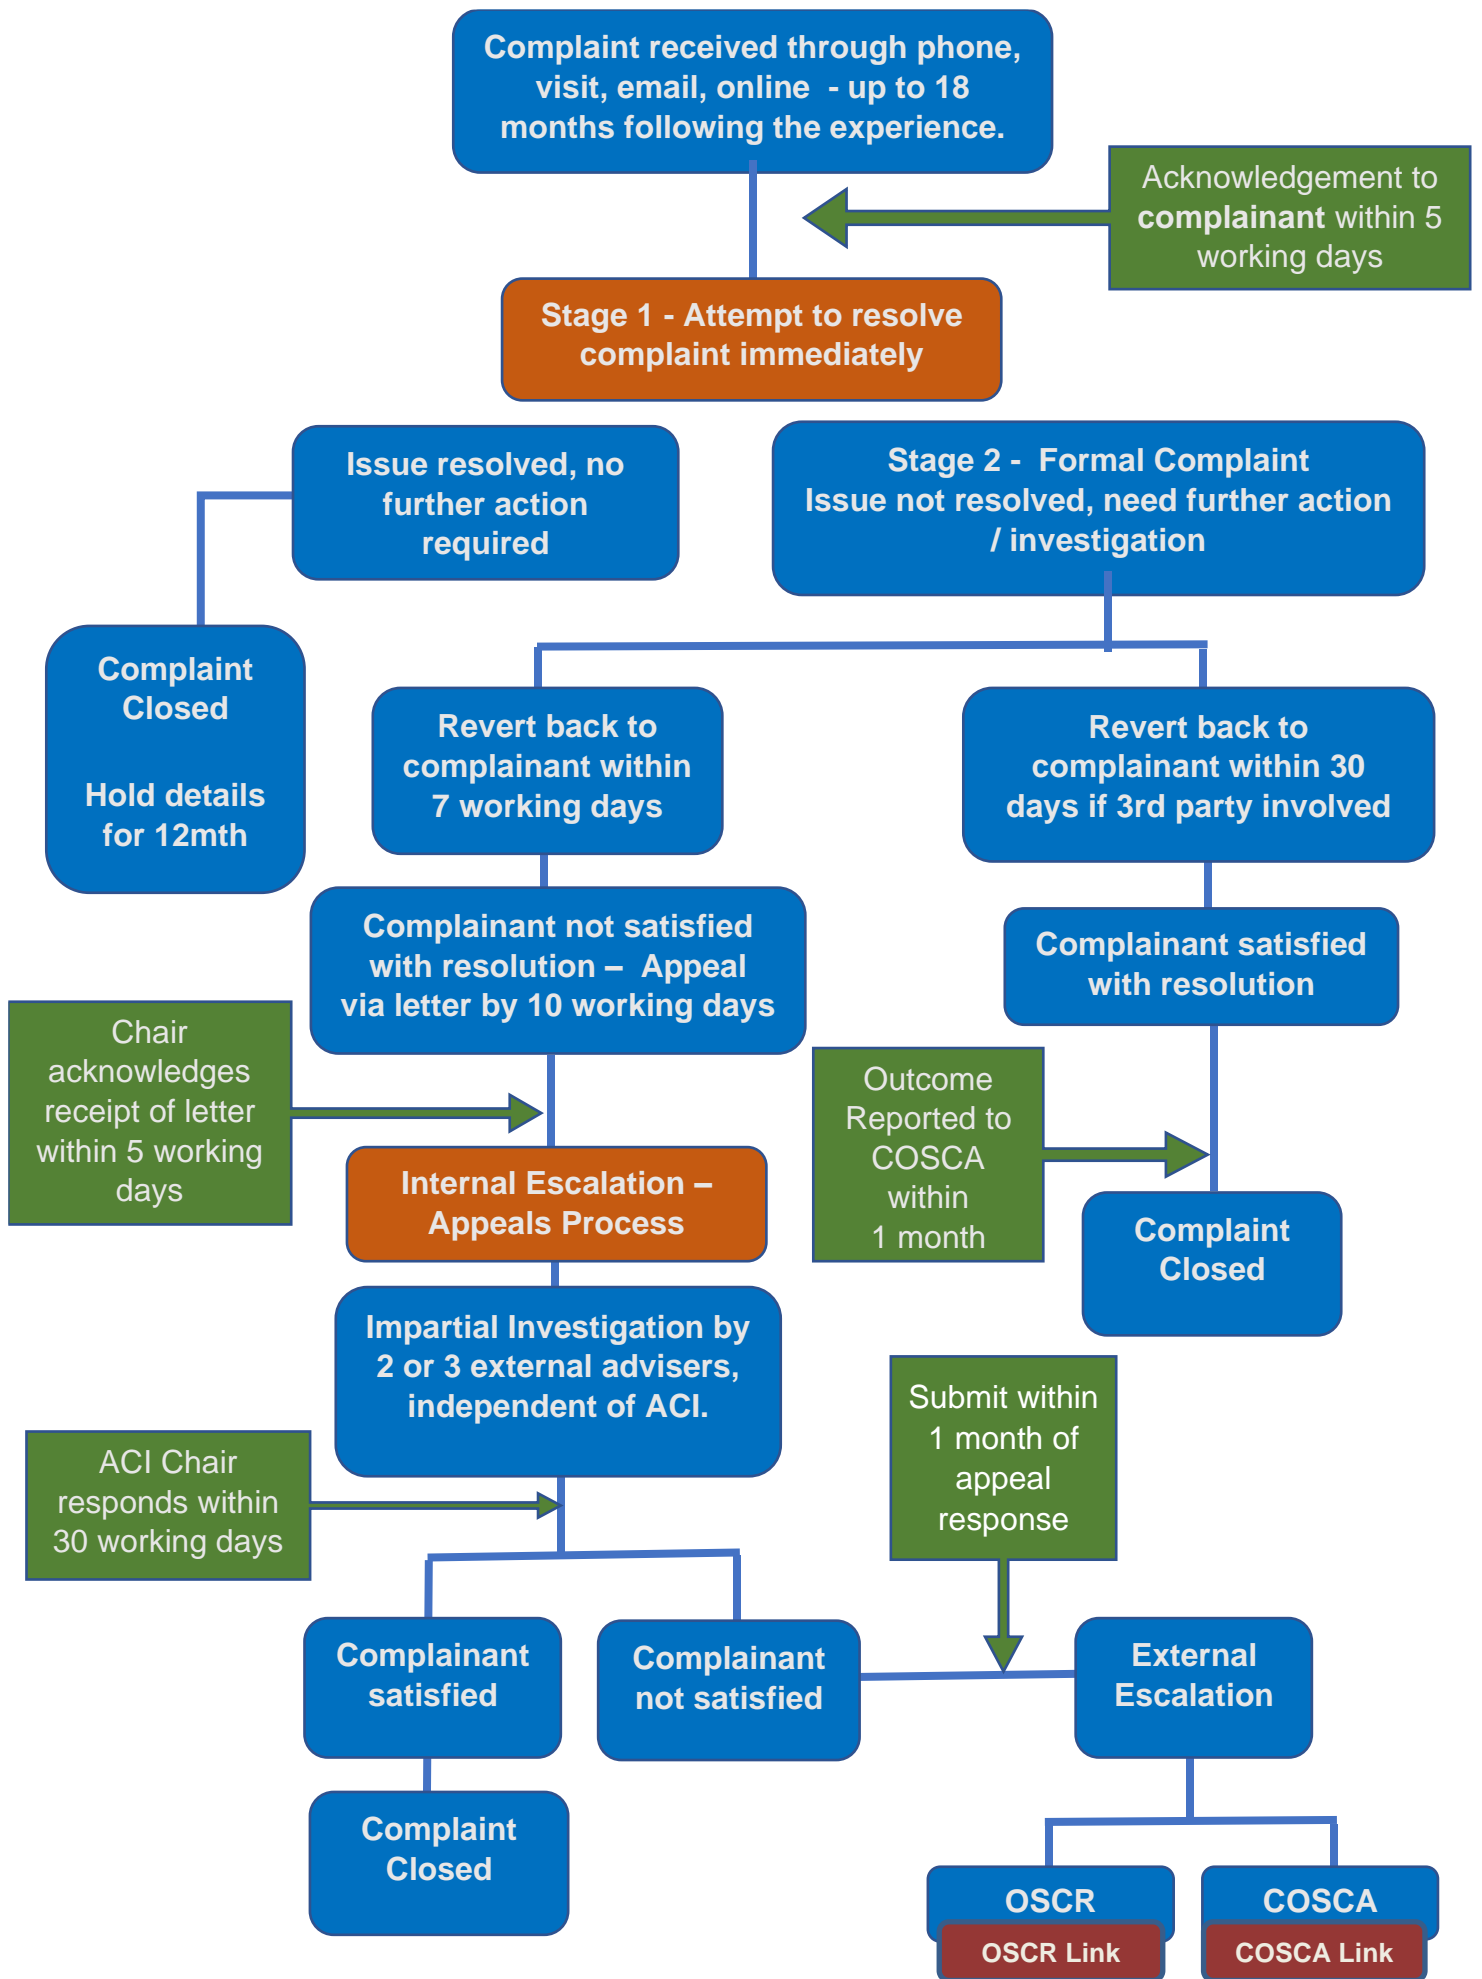 Complaint received through phone,
visit, email, online - up to 18
months following the experience.
Acknowledgement to
complainant within 5
working days
Stage 1 - Attempt to resolve
complaint immediately
Issue resolved, no
further action
required
Stage 2 - Formal Complaint
Issue not resolved, need further action
/ investigation
Complaint
Closed
Hold details
for 12mth
Revert back to
complainant within
7 working days
Revert back to
complainant within 30
days if 3rd party involved
Complainant not satisfied
with resolution – Appeal
via letter by 10 working days
Complainant satisfied
with resolution
Chair
acknowledges
receipt of letter
within 5 working
days
Outcome
Reported to
COSCA
within
1 month
Internal Escalation –
Appeals Process
Complaint
Closed
Impartial Investigation by
2 or 3 external advisers,
independent of ACI.
Submit within
1 month of
appeal
response
ACI Chair
responds within
30 working days
Complainant
satisfied
Complainant
not satisfied
External
Escalation
Complaint
Closed
OSCR
OSCR Link
COSCA
COSCA Link